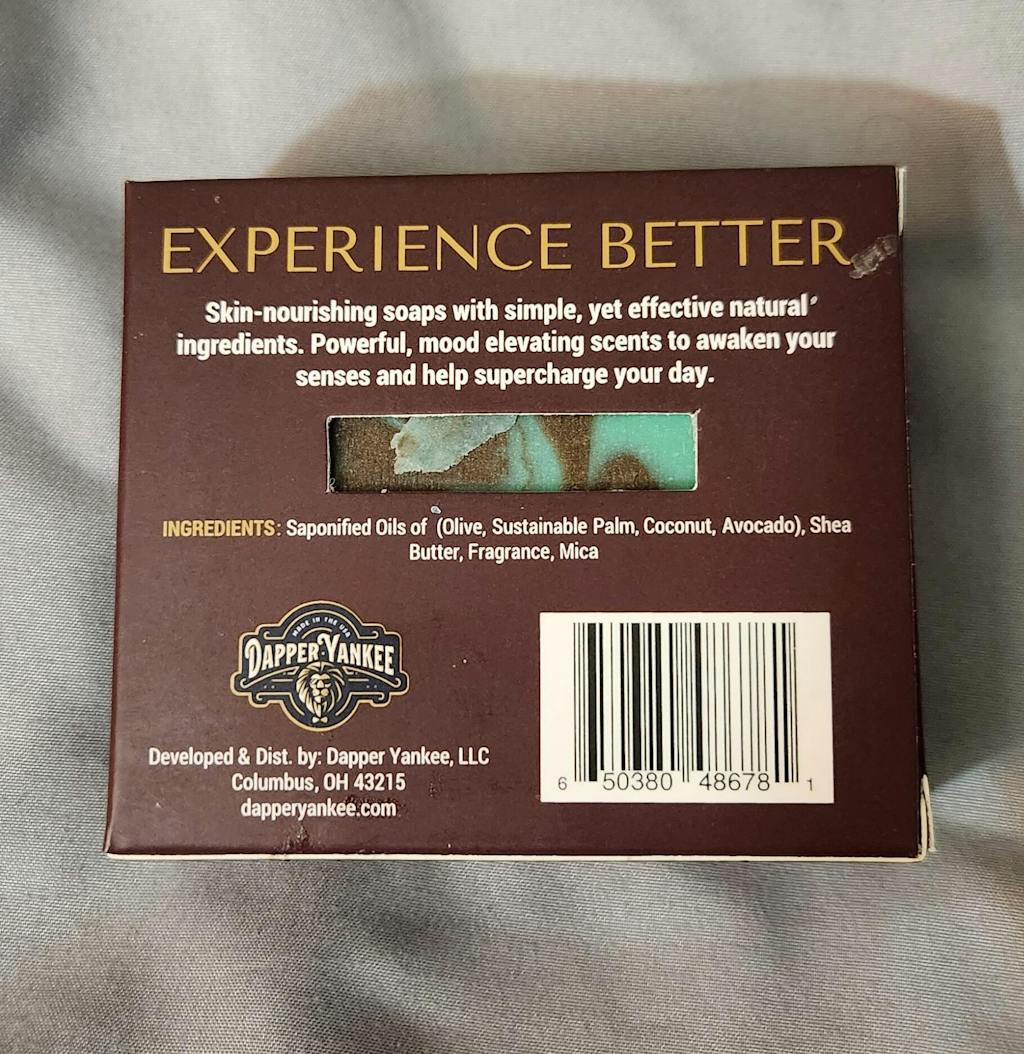 EXPERIENCE BETTER
Skin-nourishing soaps with simple, yet effective natural
ingredients. Powerful, mood elevating scents to awaken your
senses and help supercharge your day.
INGREDIENTS: Saponified Oils of (Olive, Sustainable Palm, Coconut, Avocado), Shea
Butter, Fragrance, Mica
MADE IN THE USA
DAPPER YANKEE
Developed & Dist. by: Dapper Yankee, LLC
Columbus, OH 43215
dapperyankee.com
6 50380 48678 1